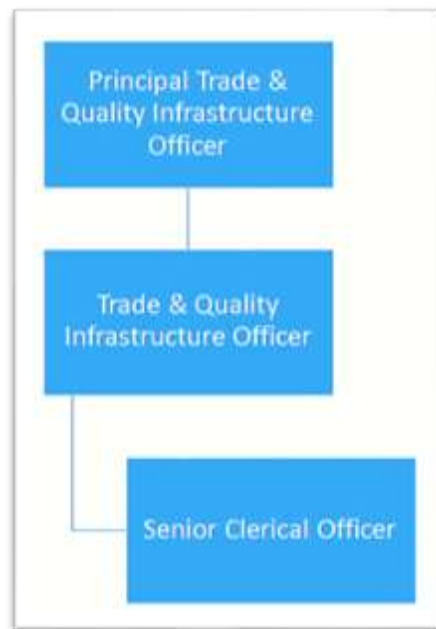 Principal Trade &
Quality Infrastructure
Officer
Trade & Quality
Infrastructure Officer
Senior Clerical Officer